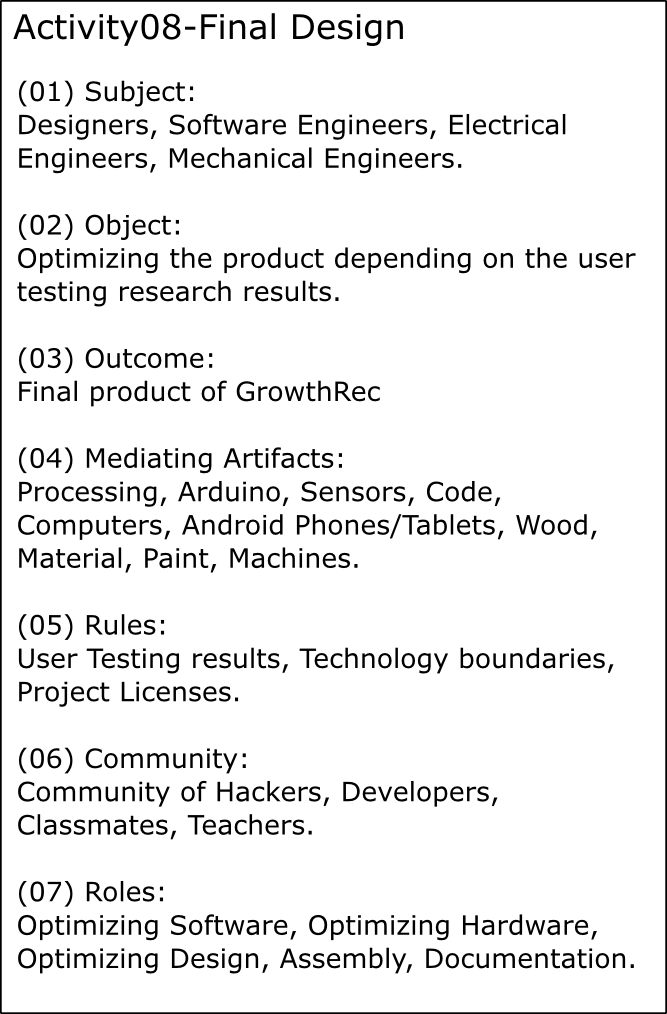 Activity08-Final Design
(01) Subject:
Designers, Software Engineers, Electrical
Engineers, Mechanical Engineers.
(02) Object:
Optimizing the product depending on the user
testing research results.
(03) Outcome:
Final product of GrowthRec
(04) Mediating Artifacts:
Processing, Arduino, Sensors, Code,
Computers, Android Phones/Tablets, Wood,
Material, Paint, Machines.
(05) Rules:
User Testing results, Technology boundaries,
Project Licenses.
(06) Community:
Community of Hackers, Developers,
Classmates, Teachers.
(07) Roles:
Optimizing Software, Optimizing Hardware,
Optimizing Design, Assembly, Documentation.